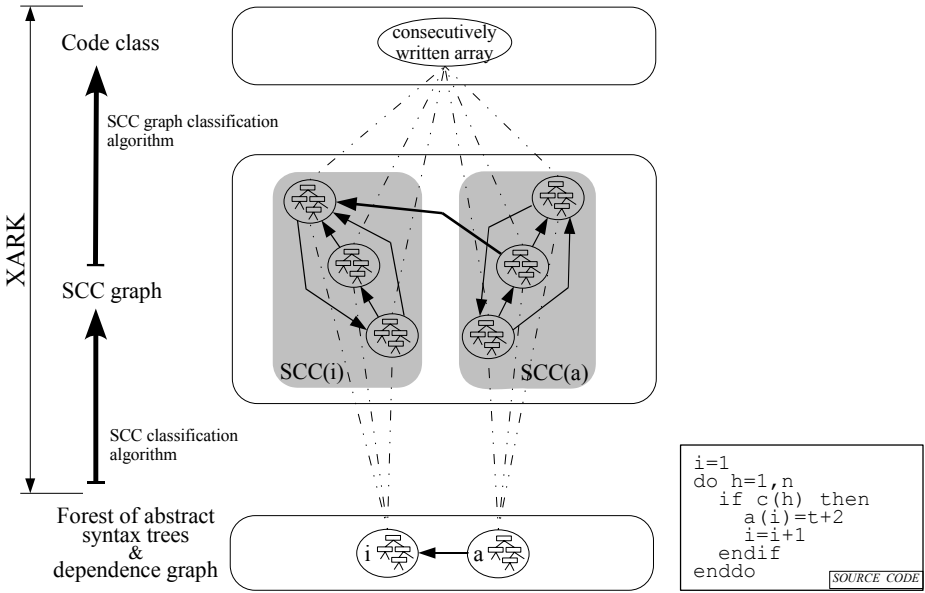 Code class
consecutively
written array
SCC graph classification
algorithm
XARK
SCC graph
SCC(i)
SCC(a)
SCC classification
algorithm
Forest of abstract
syntax trees
&
dependence graph
i
a
i=1
do h=1,n
  if c(h) then
    a(i)=t+2
    i=i+1
  endif
enddo
SOURCE CODE